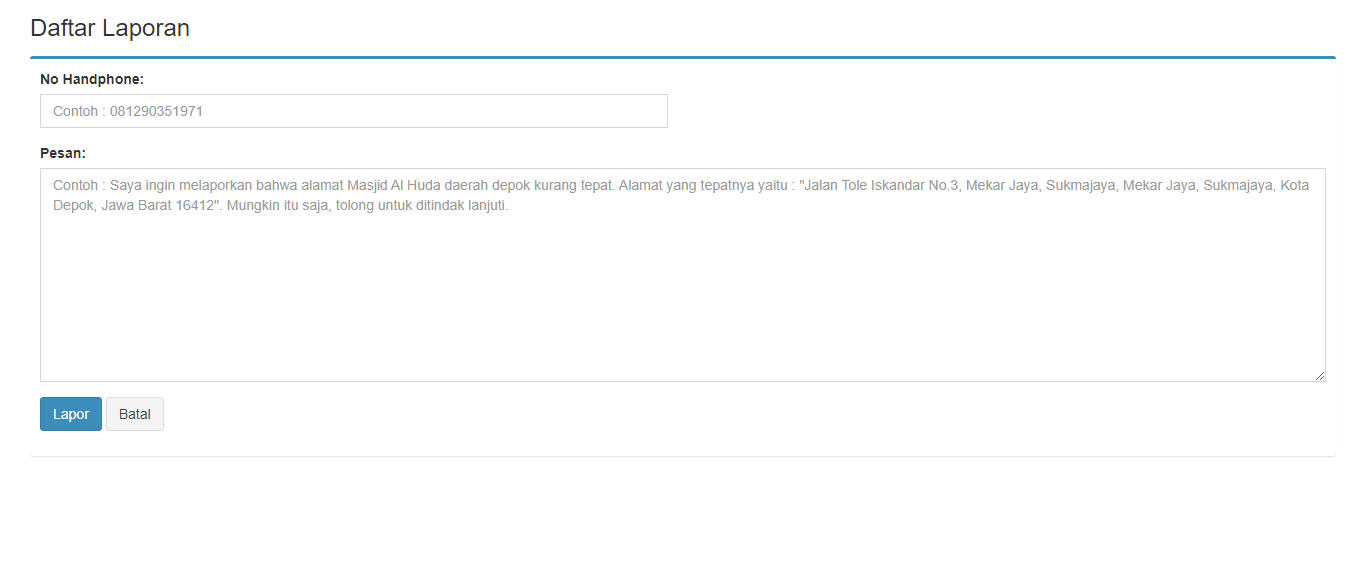 Daftar Laporan
No Handphone:
Contoh : 081290351971
Pesan:
Contoh : Saya ingin melaporkan bahwa alamat Masjid Al Huda daerah depok kurang tepat. Alamat yang tepatnya yaitu : "Jalan Tole Iskandar No.3, Mekar Jaya, Sukmajaya, Mekar Jaya, Sukmajaya, Kota
Depok, Jawa Barat 16412". Mungkin itu saja, tolong untuk ditindak lanjuti.
Lapor Batal